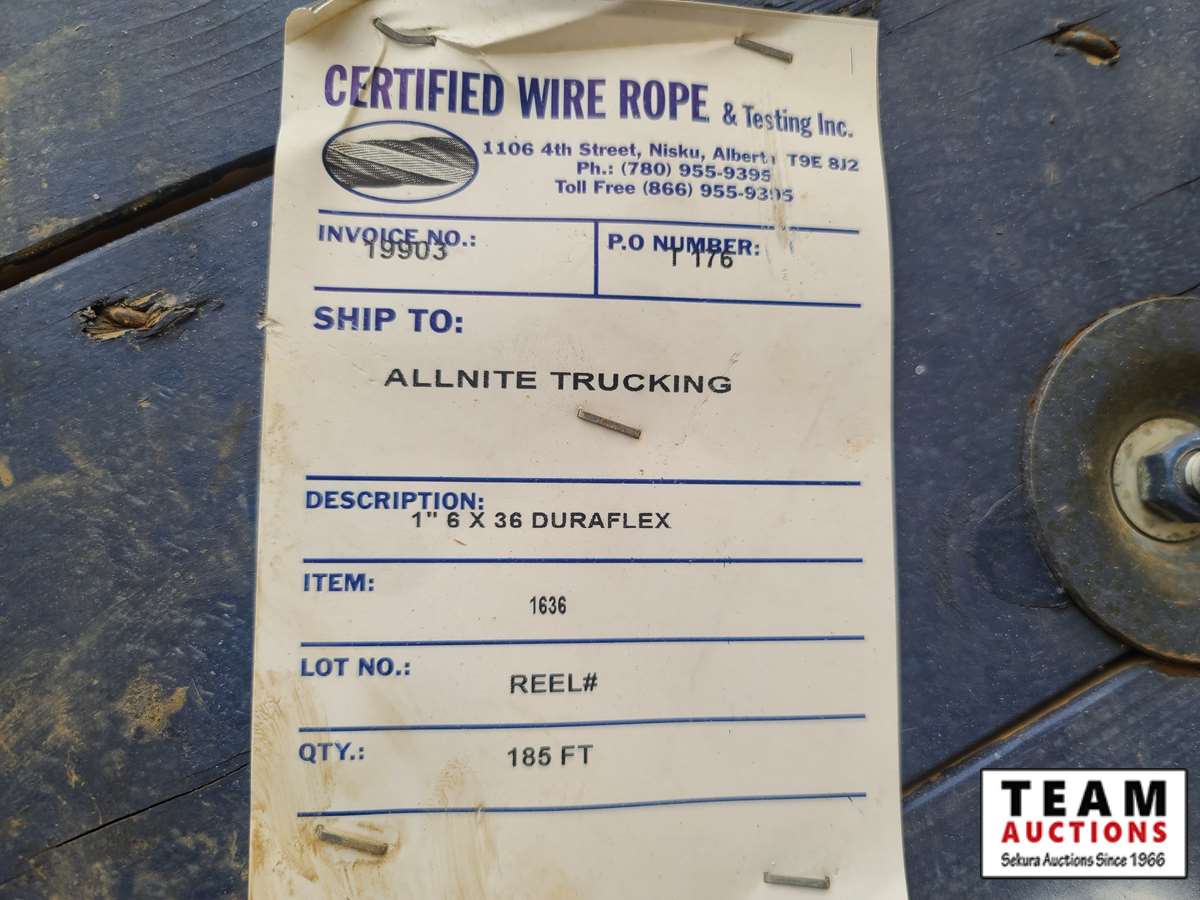 CERTIFIED WIRE ROPE & Testing Inc.
1106 4th Street, Nisku, Alberta T9E 8J2
Ph.: (780) 955-9395
Toll Free (866) 955-9395
INVOICE NO.: 19903
P.O NUMBER: T 176
SHIP TO:
ALLNITE TRUCKING
DESCRIPTION:
1" 6 X 36 DURAFLEX
ITEM:
1636
LOT NO.:
REEL#
QTY.:
185 FT
TEAM
AUCTIONS
Sekura Auctions Since 1966